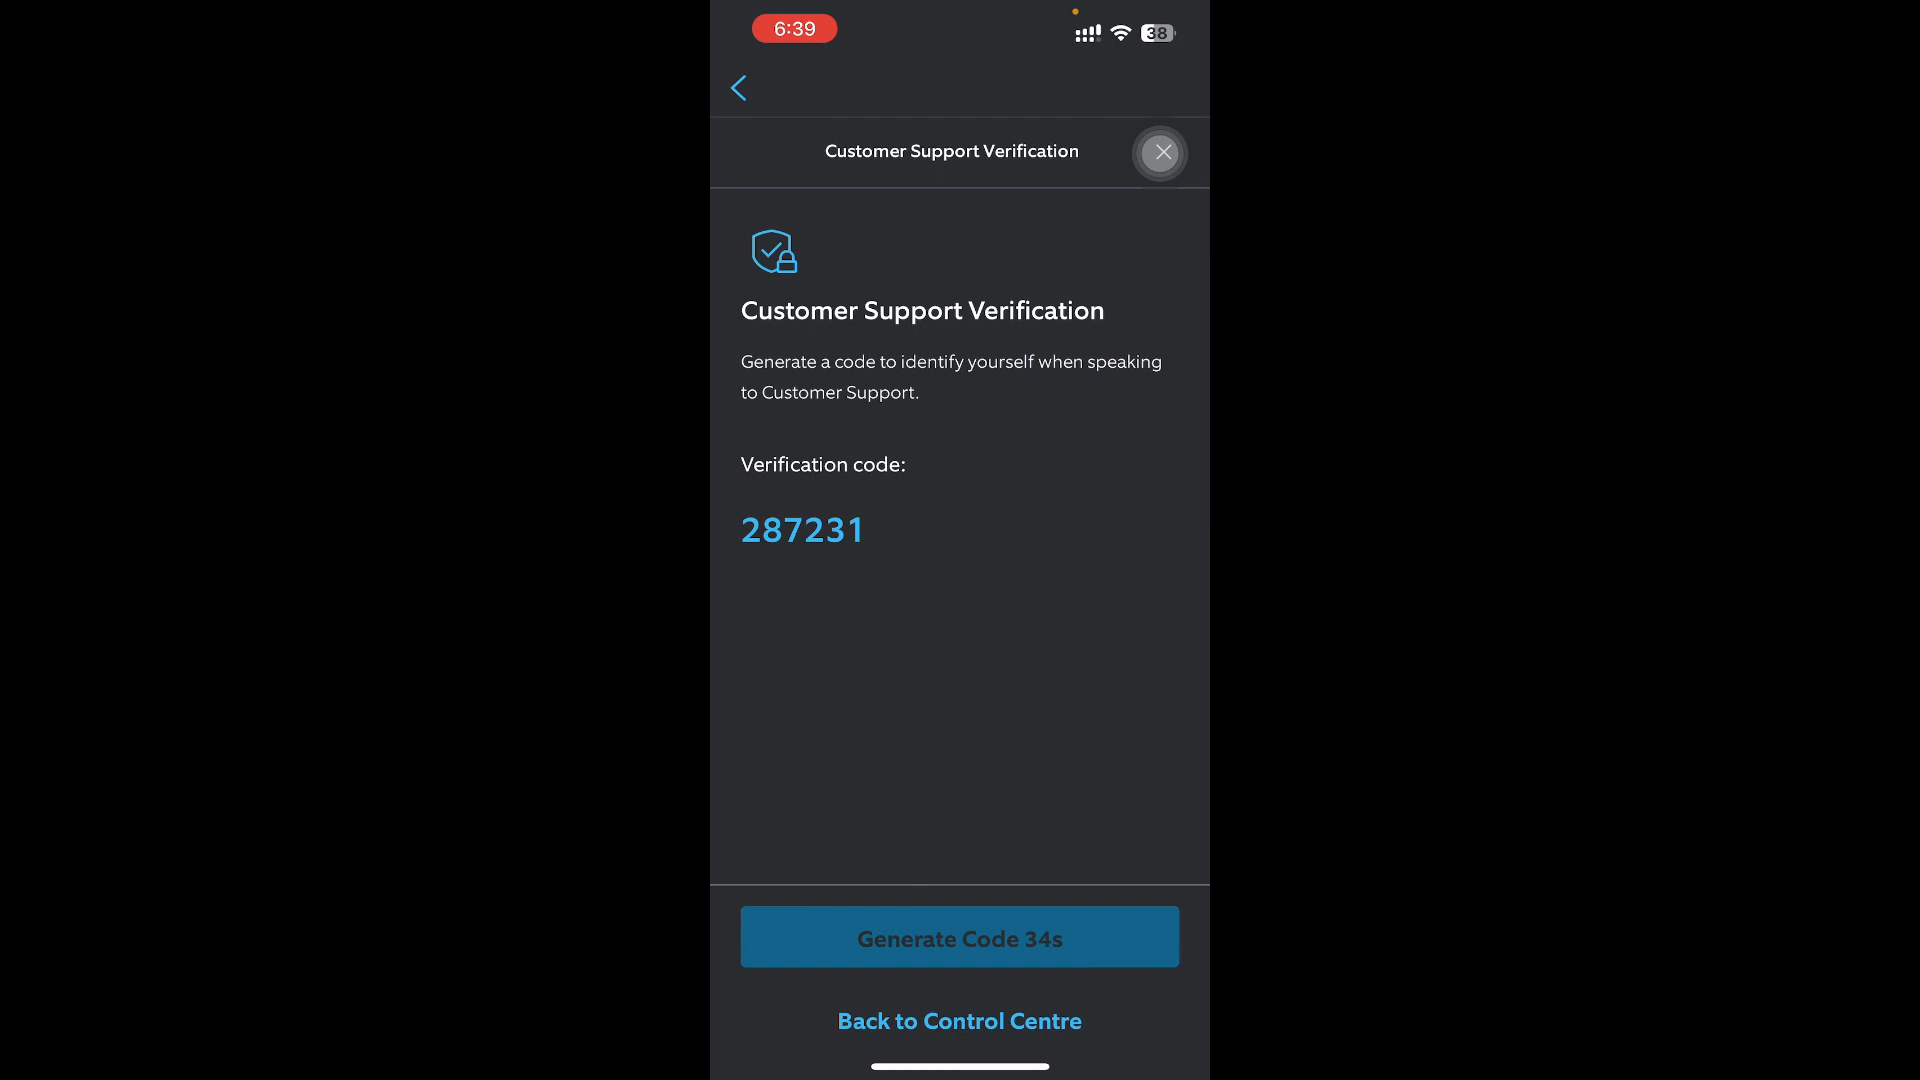 6:39
38
Customer Support Verification
Customer Support Verification
Generate a code to identify yourself when speaking
to Customer Support.
Verification code:
287231
Generate Code 34s
Back to Control Centre